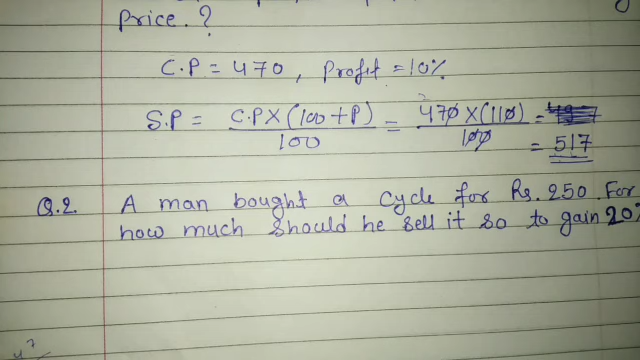 Price.?
C.P = 470, Profit = 10%
S.P = C.P X (100 + P) / 100 = 470 X (110) / 100 =
= 517
Q.2. A man bought a cycle for Rs. 250. For
how much should he sell it so to gain 20%